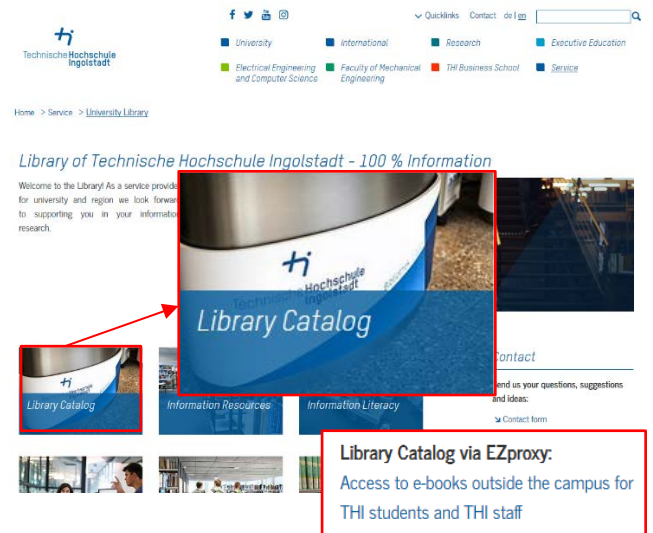 Quicklinks Contact de | en
Technische Hochschule
Ingolstadt
University International Research Executive Education
Electrical Engineering
and Computer Science
Faculty of Mechanical
Engineering
THI Business School Service
Home > Service > University Library
Library of Technische Hochschule Ingolstadt - 100 % Information
Welcome to the Library! As a service provide
for university and region we look forward
to supporting you in your information
research.
Technische Hochschule
Ingolstadt
Library Catalog
Library Catalog
Information Resources
Information Literacy
Contact
end us your questions, suggestions
and ideas:
Contact form
Library Catalog via EZproxy:
Access to e-books outside the campus for
THI students and THI staff